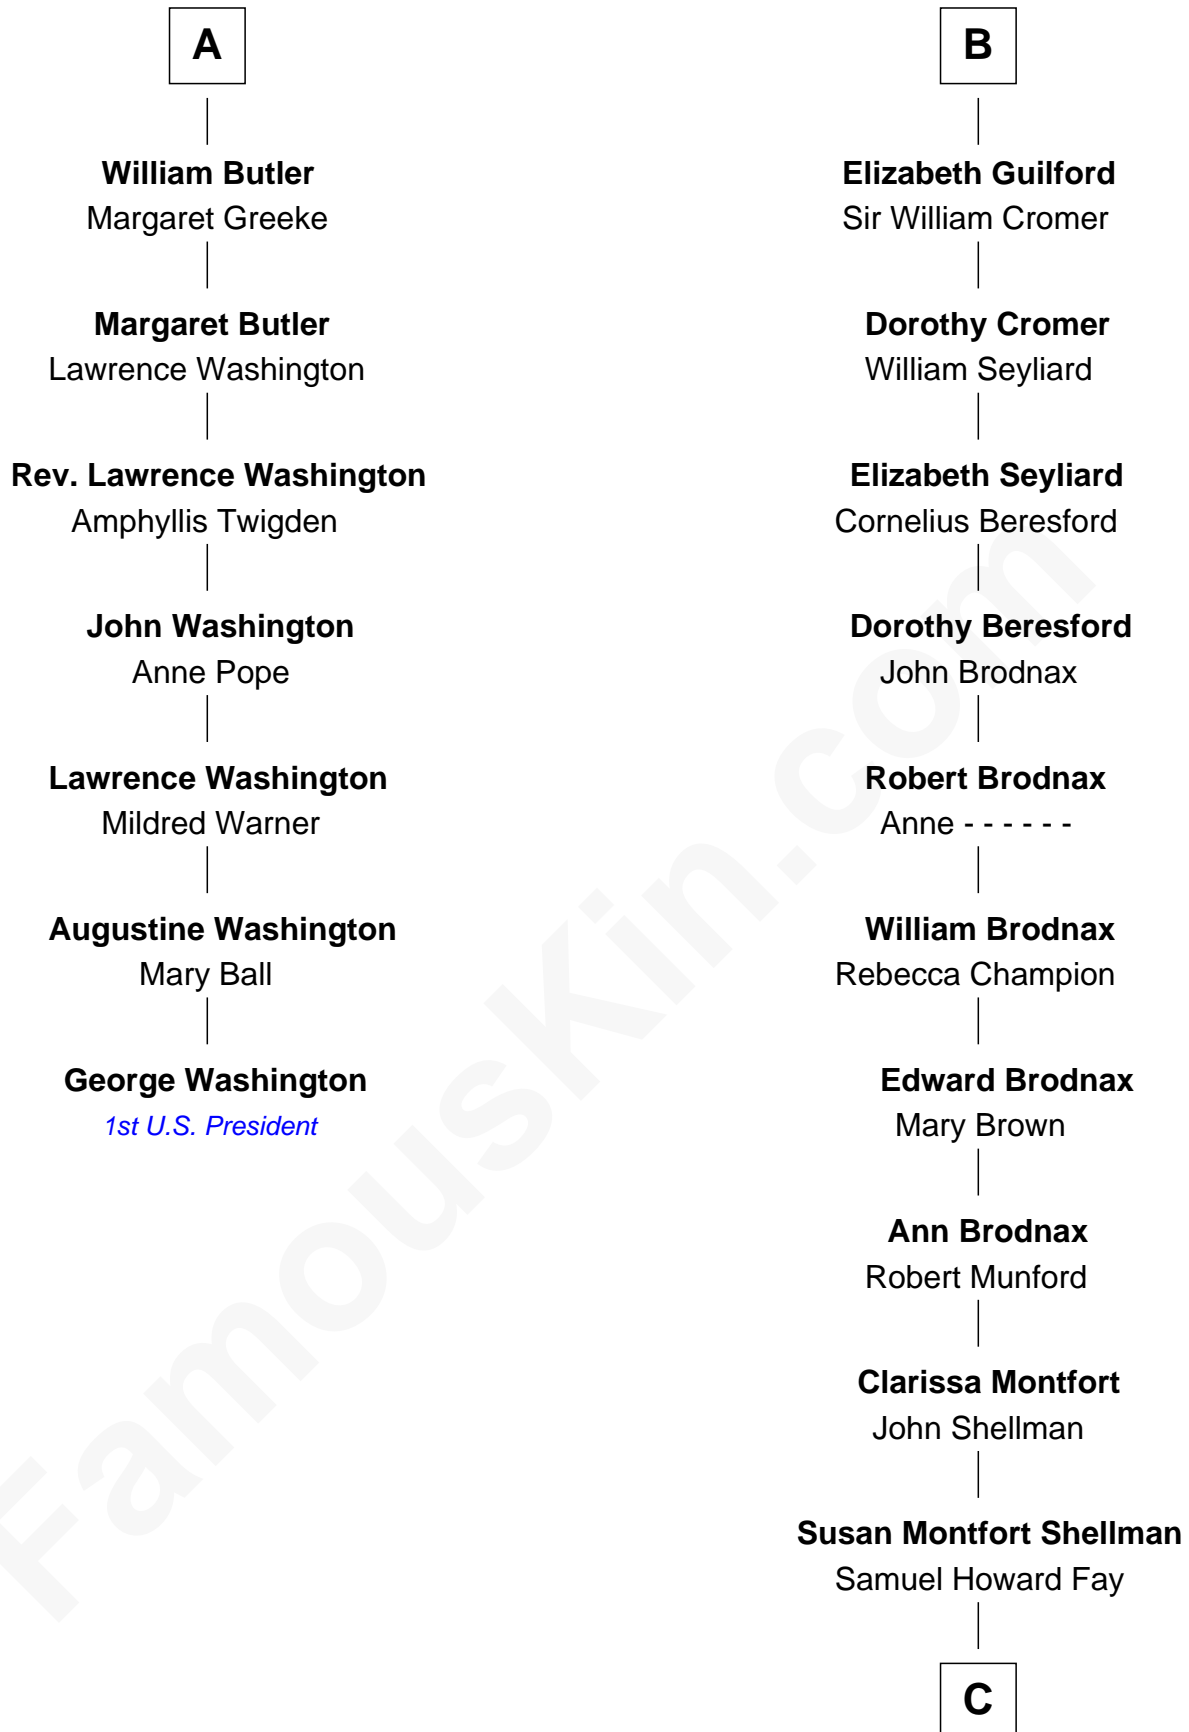 A
William Butler
Margaret Greeke
Margaret Butler
Lawrence Washington
Rev. Lawrence Washington
Amphyllis Twigden
John Washington
Anne Pope
Lawrence Washington
Mildred Warner
Augustine Washington
Mary Ball
George Washington
1st U.S. President
B
Elizabeth Guilford
Sir William Cromer
Dorothy Cromer
William Seyliard
Elizabeth Seyliard
Cornelius Beresford
Dorothy Beresford
John Brodnax
Robert Brodnax
Anne - - - - - -
William Brodnax
Rebecca Champion
Edward Brodnax
Mary Brown
Ann Brodnax
Robert Munford
Clarissa Montfort
John Shellman
Susan Montfort Shellman
Samuel Howard Fay
C
FamousKin.com